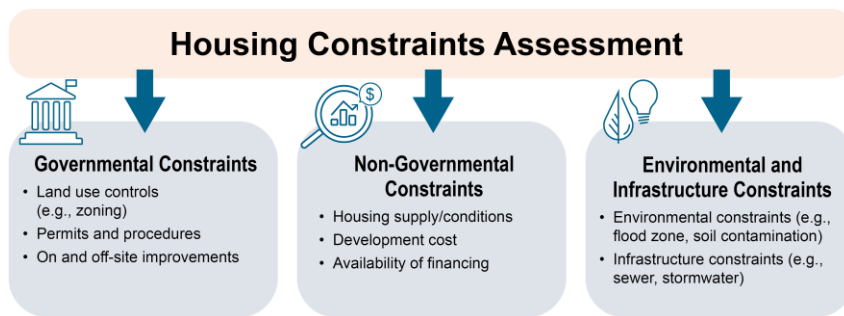 Housing Constraints Assessment
$
Governmental Constraints
• Land use controls
(e.g., zoning)
• Permits and procedures
• On and off-site improvements
Non-Governmental
Constraints
• Housing supply/conditions
• Development cost
• Availability of financing
Environmental and
Infrastructure Constraints
• Environmental constraints (e.g.,
flood zone, soil contamination)
• Infrastructure constraints (e.g.,
sewer, stormwater)